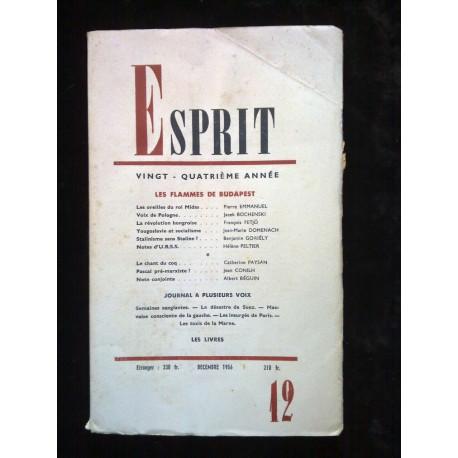 ESPRIT
VINGT - QUATRIÈME ANNÉE
LES FLAMMES DE BUDAPEST
Les oreilles du roi Midas . . . . Pierre EMMANUEL
Voix de Pologne. . . . . . . . . Jacek BOCHENSKI
La révolution hongroise . . . . François FEJTÖ
Yougoslavie et socialisme . . . . Jean-Marie DOMENACH
Stalinisme sans Staline ? . . . . Benjamin GORIÉLY
Notes d'U.R.S.S. . . . . . . . . Hélène PELTIER
Le chant du coq . . . . . . . . Catherine PAYSAN
Pascal pré-marxiste ? . . . . . Jean CONILH
Note conjointe . . . . . . . . Albert BÉGUIN
JOURNAL A PLUSIEURS VOIX
Semaines sanglantes. — Le désastre de Suez. — Mau-
vaise conscience de la gauche. — Les insurgés de Paris. —
Les taxis de la Marne.
LES LIVRES
Etranger : 230 fr. DÉCEMBRE 1956 210 fr.
12